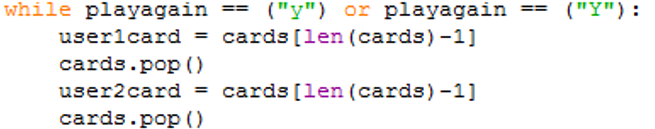 while playagain == ("y") or playagain == ("Y"):
    user1card = cards[len(cards)-1]
    cards.pop()
    user2card = cards[len(cards)-1]
    cards.pop()